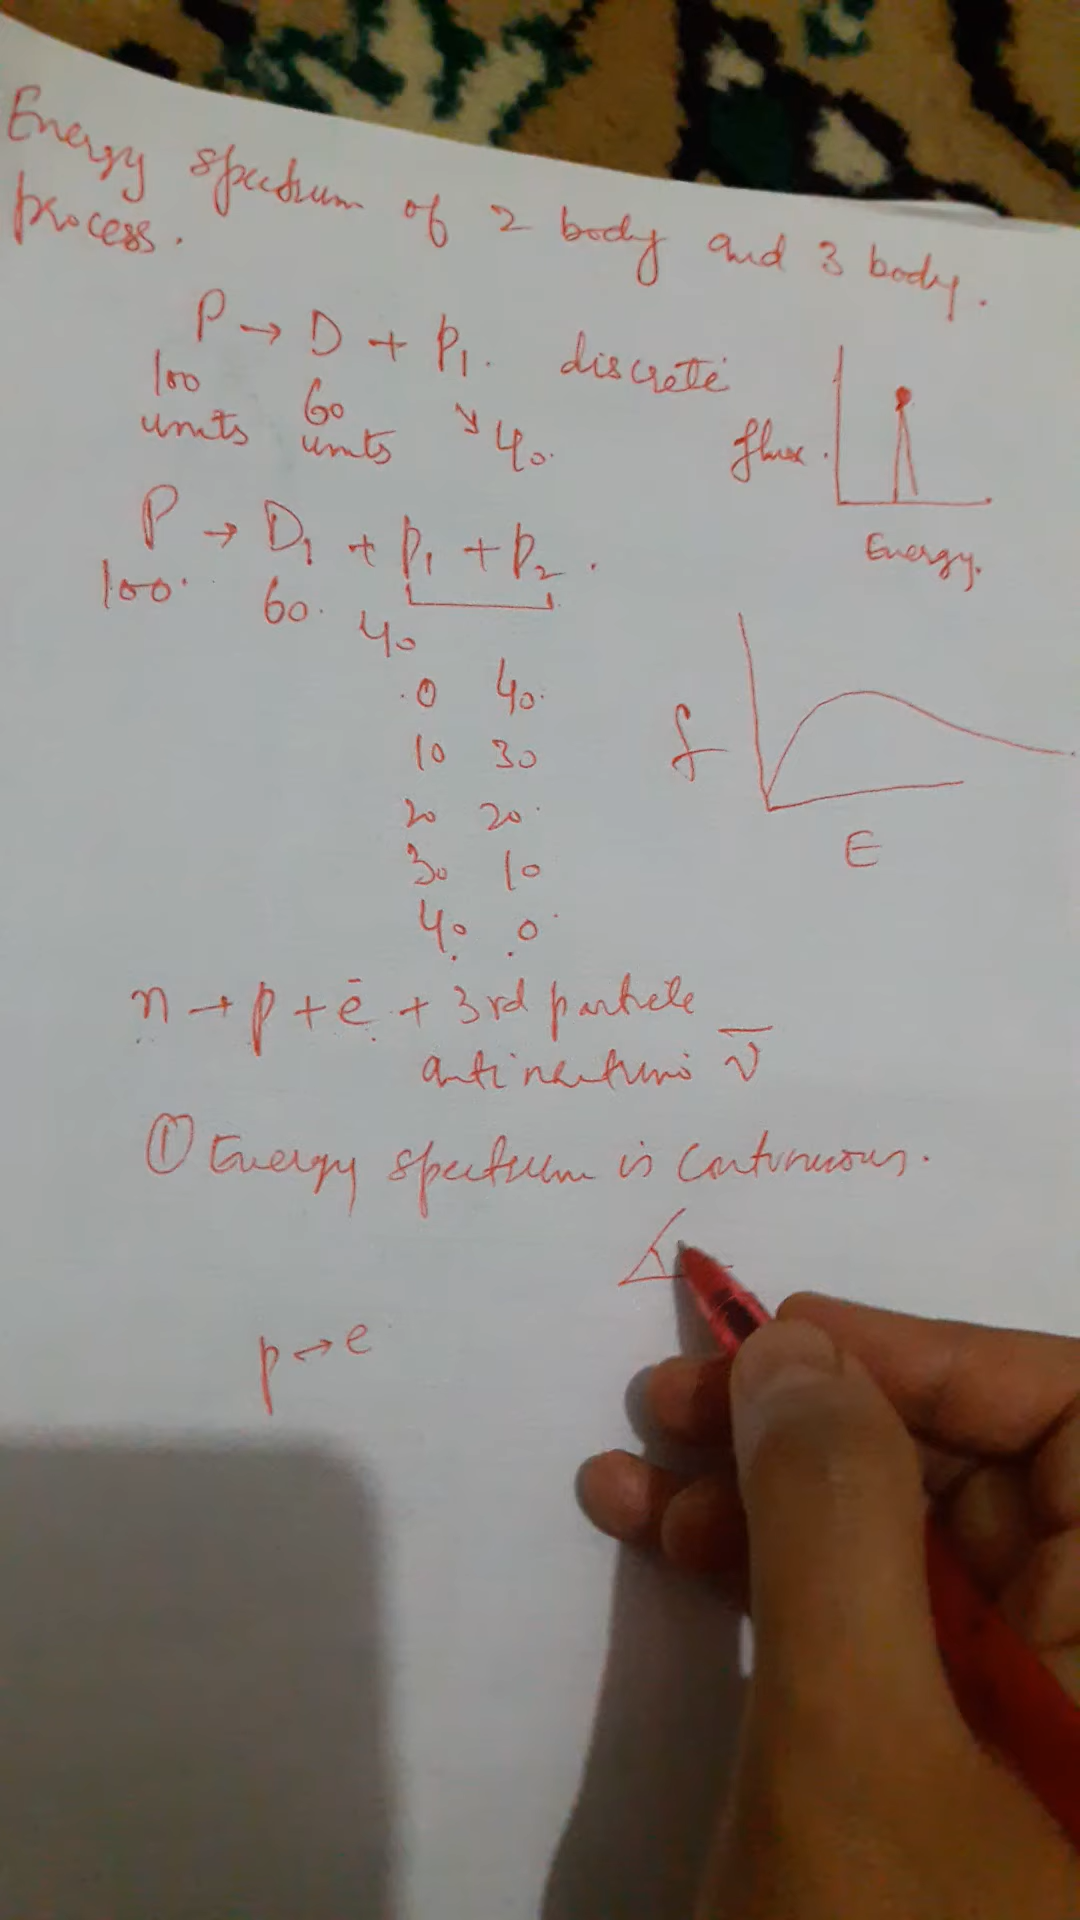 Energy spectrum of 2 body and 3 body.
process.
P → D + P₁. discrete
100 units 60 units ↘ 40.
flux.
Energy.
P → D₁ + P₁ + P₂.
100. 60. 40
0 40.
10 30
20 20.
30 10
40. 0.
f
E
n → p + ē + 3rd particle
antineutrino ν̅
① Energy spectrum is continuous.
p → e